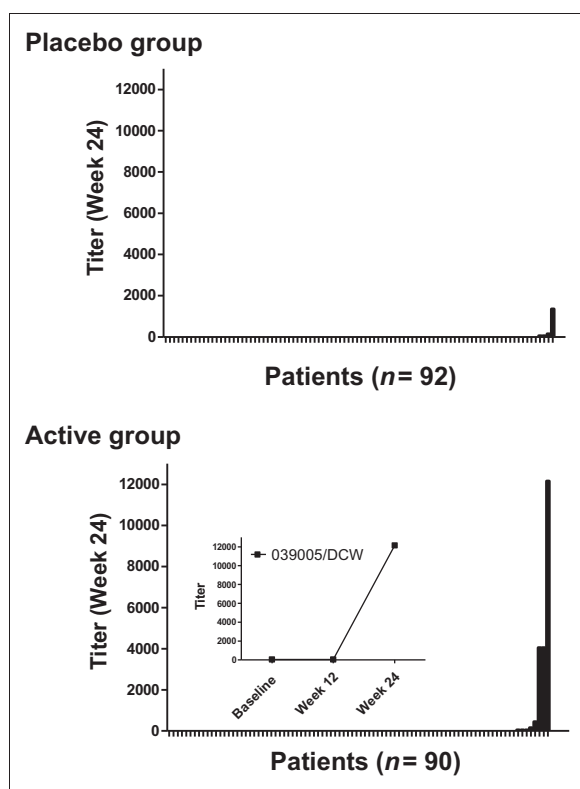 Placebo group
Titer (Week 24)
12000
10000
8000
6000
4000
2000
0
Patients (n= 92)
Active group
Titer (Week 24)
12000
10000
8000
6000
4000
2000
0
Titer
12000
10000
8000
6000
4000
2000
0
039005/DCW
Baseline
Week 12
Week 24
Patients (n= 90)